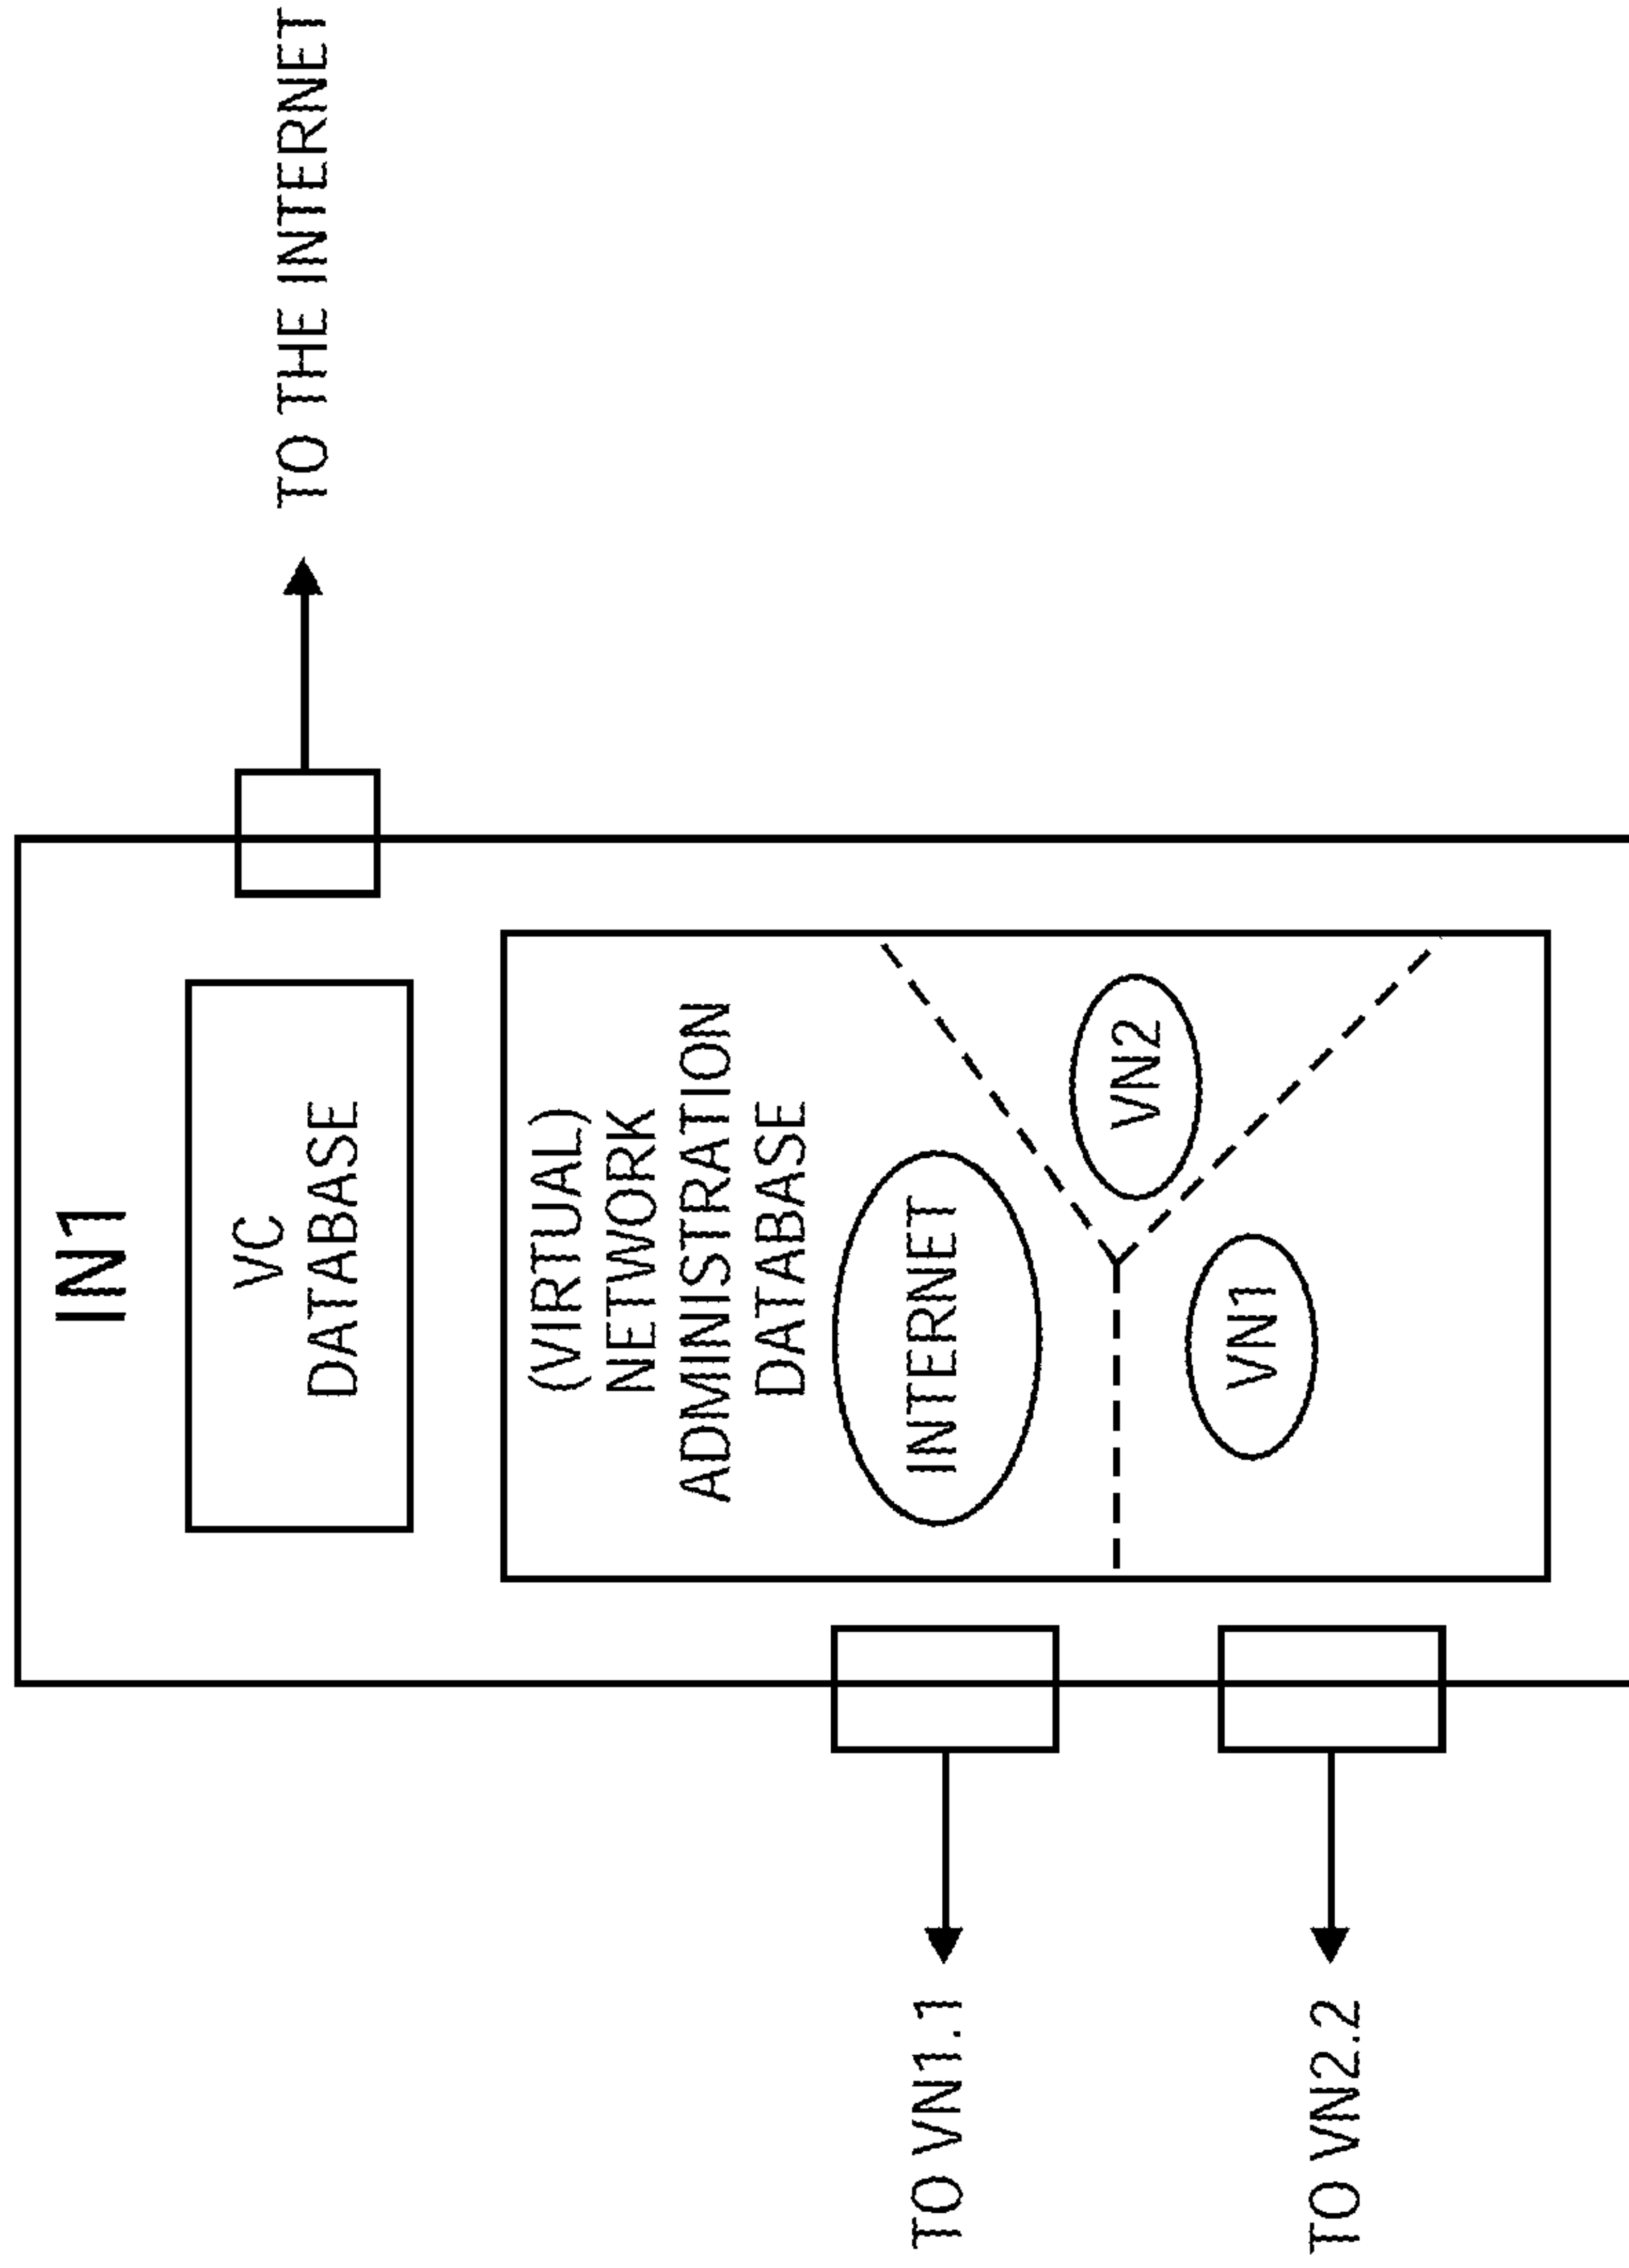 IN1
VC
DATABASE
TO THE INTERNET
(VIRTUAL)
NETWORK
ADMINISTRATION
DATABASE
INTERNET
VN2
VN1
TO VN1.1
TO VN2.2